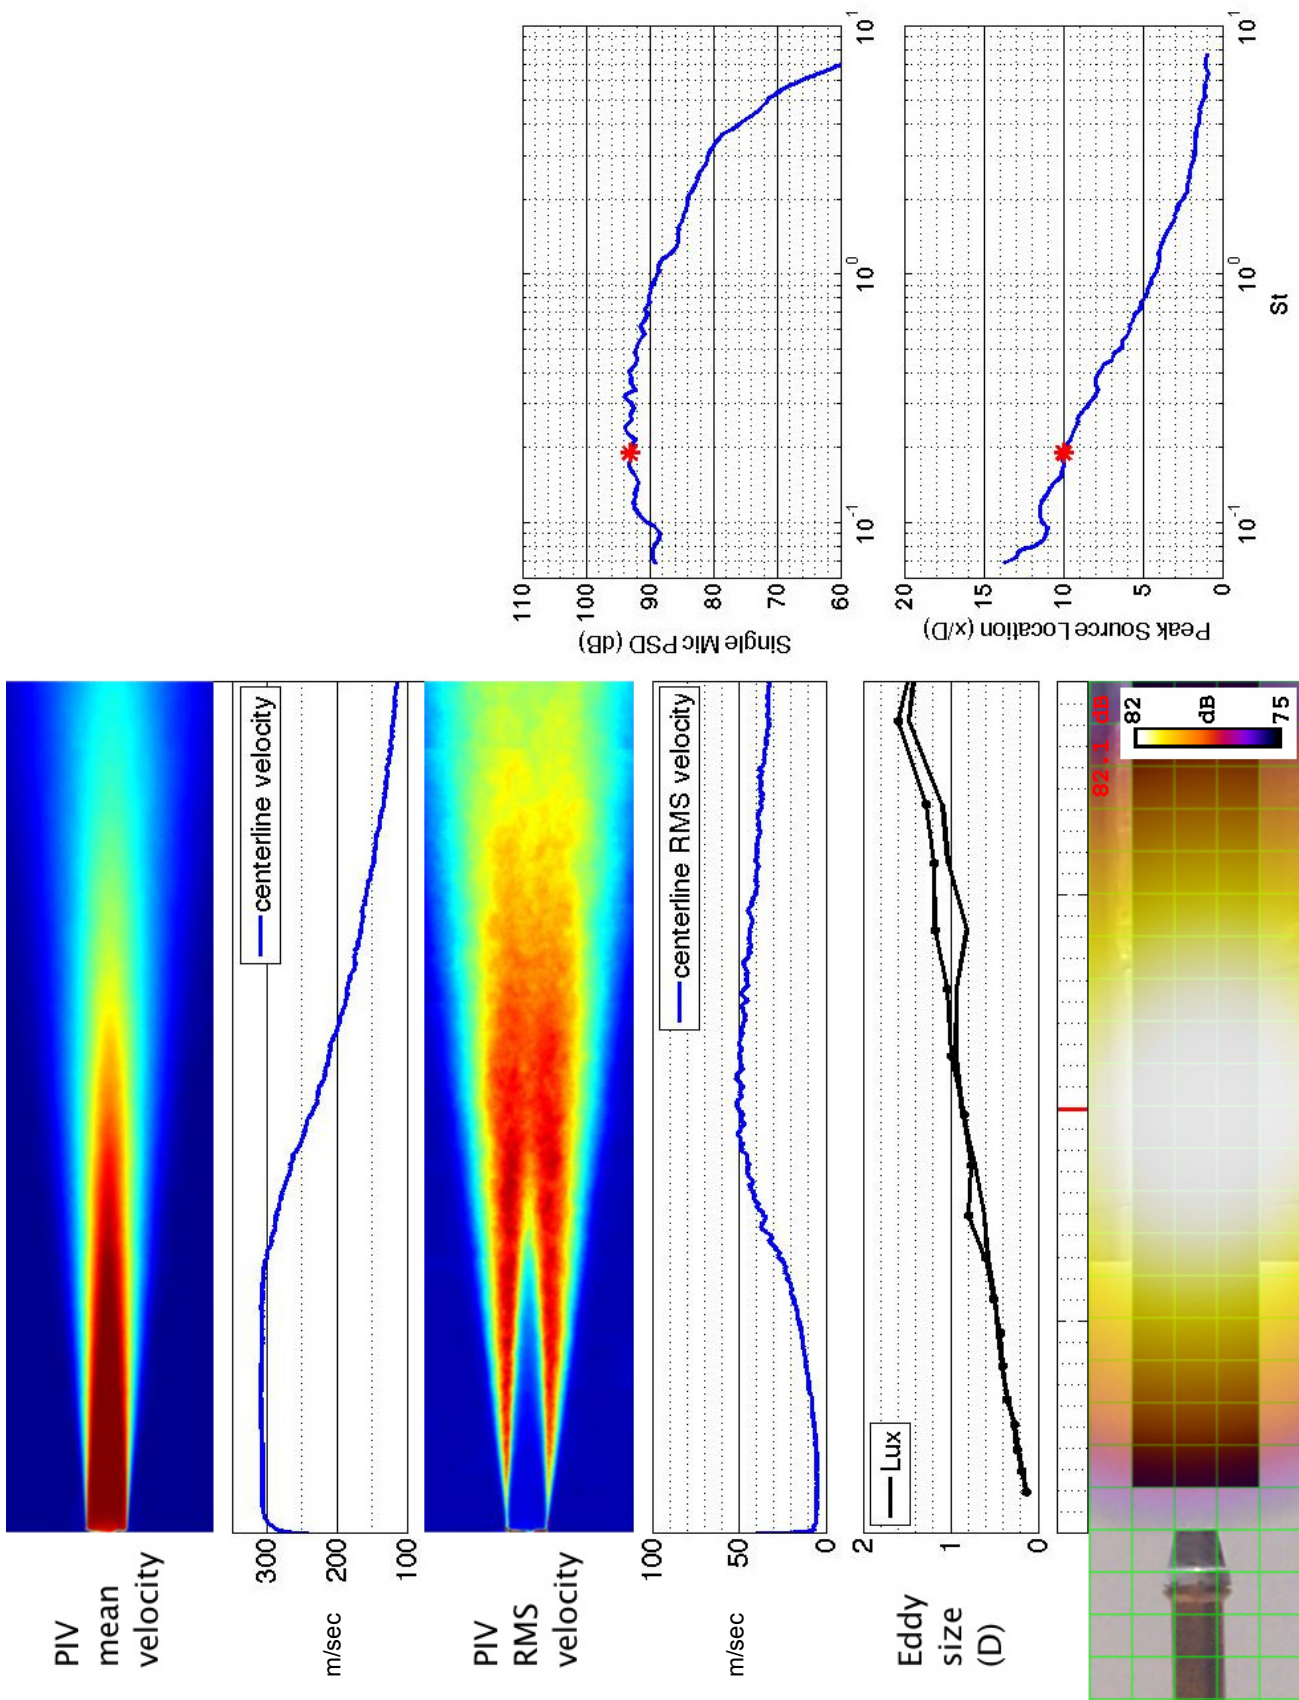 PIV
mean
velocity
300
200
100
m/sec
centerline velocity
PIV
RMS
velocity
100
50
0
m/sec
centerline RMS velocity
Eddy
size
(D)
2
1
0
Lux
82.1 dB
82
dB
75
110
100
90
80
70
60
Single Mic PSD (dB)
10^-1
10^0
10^1
20
15
10
5
0
Peak Source Location (x/D)
10^-1
10^0
10^1
St